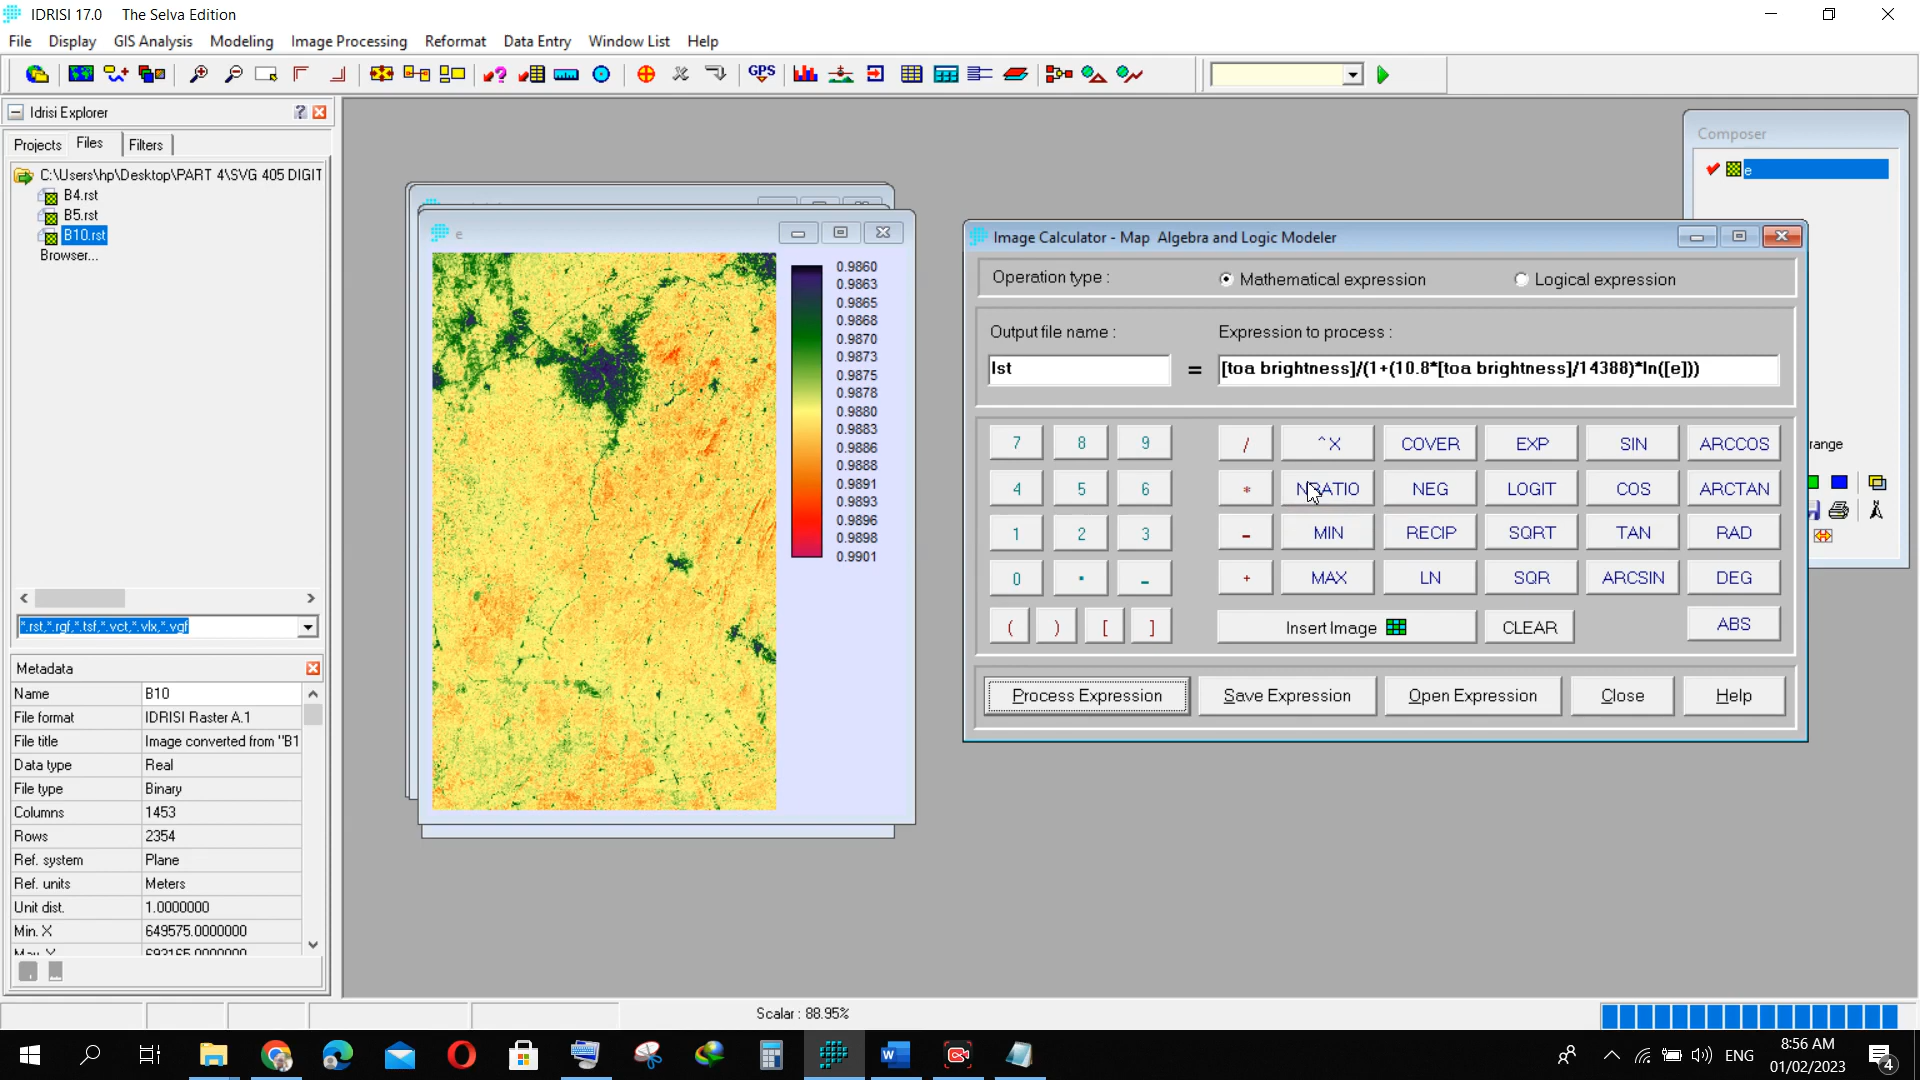 IDRISI 17.0 The Selva Edition
File Display GIS Analysis Modeling Image Processing Reformat Data Entry Window List Help
GPS
Idrisi Explorer
Projects Files Filters
C:\Users\hp\Desktop\PART 4\SVG 405 DIGIT
B4.rst
B5.rst
B10.rst
Browser...
*.rst,*.rgf,*.tsf,*.vct,*.vlx,*.vgf
Metadata
Name B10
File format IDRISI Raster A.1
File title Image converted from "B1
Data type Real
File type Binary
Columns 1453
Rows 2354
Ref. system Plane
Ref. units Meters
Unit dist. 1.0000000
Min. X 649575.0000000
e
0.9860
0.9863
0.9865
0.9868
0.9870
0.9873
0.9875
0.9878
0.9880
0.9883
0.9886
0.9888
0.9891
0.9893
0.9896
0.9898
0.9901
Composer
e
Image Calculator - Map Algebra and Logic Modeler
Operation type : Mathematical expression Logical expression
Output file name : Expression to process :
lst = [toa brightness]/(1+(10.8*[toa brightness]/14388)*ln([e]))
7 8 9 / ^X COVER EXP SIN ARCCOS
4 5 6 * NRATIO NEG LOGIT COS ARCTAN
1 2 3 - MIN RECIP SQRT TAN RAD
0 . - + MAX LN SQR ARCSIN DEG
( ) [ ] Insert Image CLEAR ABS
Process Expression Save Expression Open Expression Close Help
Scalar : 88.95%
ENG
8:56 AM
01/02/2023
4